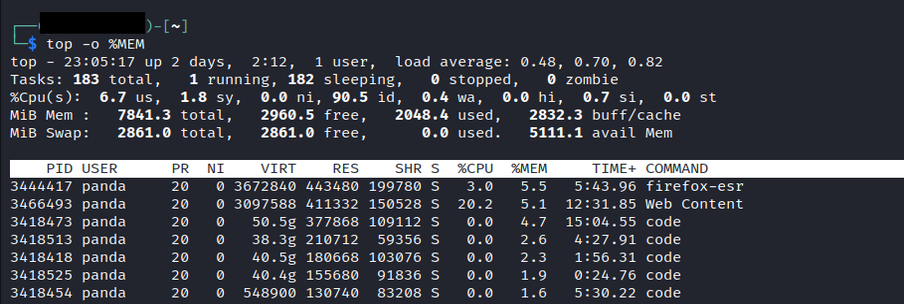 )-[~]
$ top -o %MEM
top - 23:05:17 up 2 days,  2:12,  1 user,  load average: 0.48, 0.70, 0.82
Tasks: 183 total,   1 running, 182 sleeping,   0 stopped,   0 zombie
%Cpu(s):  6.7 us,  1.8 sy,  0.0 ni, 90.5 id,  0.4 wa,  0.0 hi,  0.7 si,  0.0 st
MiB Mem :   7841.3 total,   2960.5 free,   2048.4 used,   2832.3 buff/cache
MiB Swap:   2861.0 total,   2861.0 free,      0.0 used.   5111.1 avail Mem
PID USER      PR  NI    VIRT    RES    SHR S  %CPU  %MEM     TIME+ COMMAND
3444417 panda     20   0 3672840 443480 199780 S   3.0   5.5   5:43.96 firefox-esr
3466493 panda     20   0 3097588 411332 150528 S  20.2   5.1  12:31.85 Web Content
3418473 panda     20   0   50.5g 377868 109112 S   0.0   4.7  15:04.55 code
3418513 panda     20   0   38.3g 210712  59356 S   0.0   2.6   4:27.91 code
3418418 panda     20   0   40.5g 180668 103076 S   0.0   2.3   1:56.31 code
3418525 panda     20   0   40.4g 155680  91836 S   0.0   1.9   0:24.76 code
3418454 panda     20   0  548900 130740  83208 S   0.0   1.6   5:30.22 code